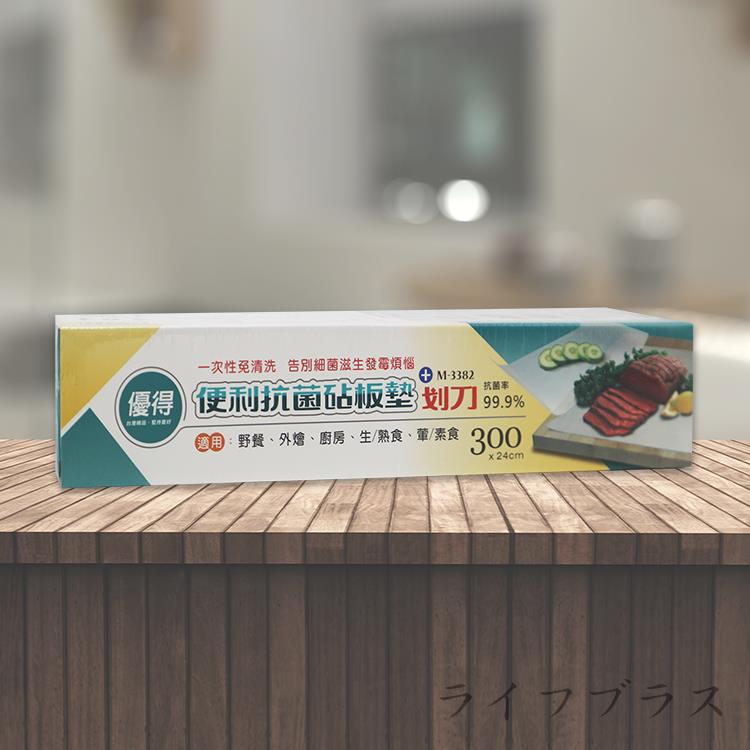 一次性免清洗 告別細菌滋生發霉煩惱
優得
便利抗菌砧板墊
+ M-3382
划刀
抗菌率
99.9%
適用：野餐、外燴、廚房、生/熟食、葷/素食
300
x 24cm
ライフプラス